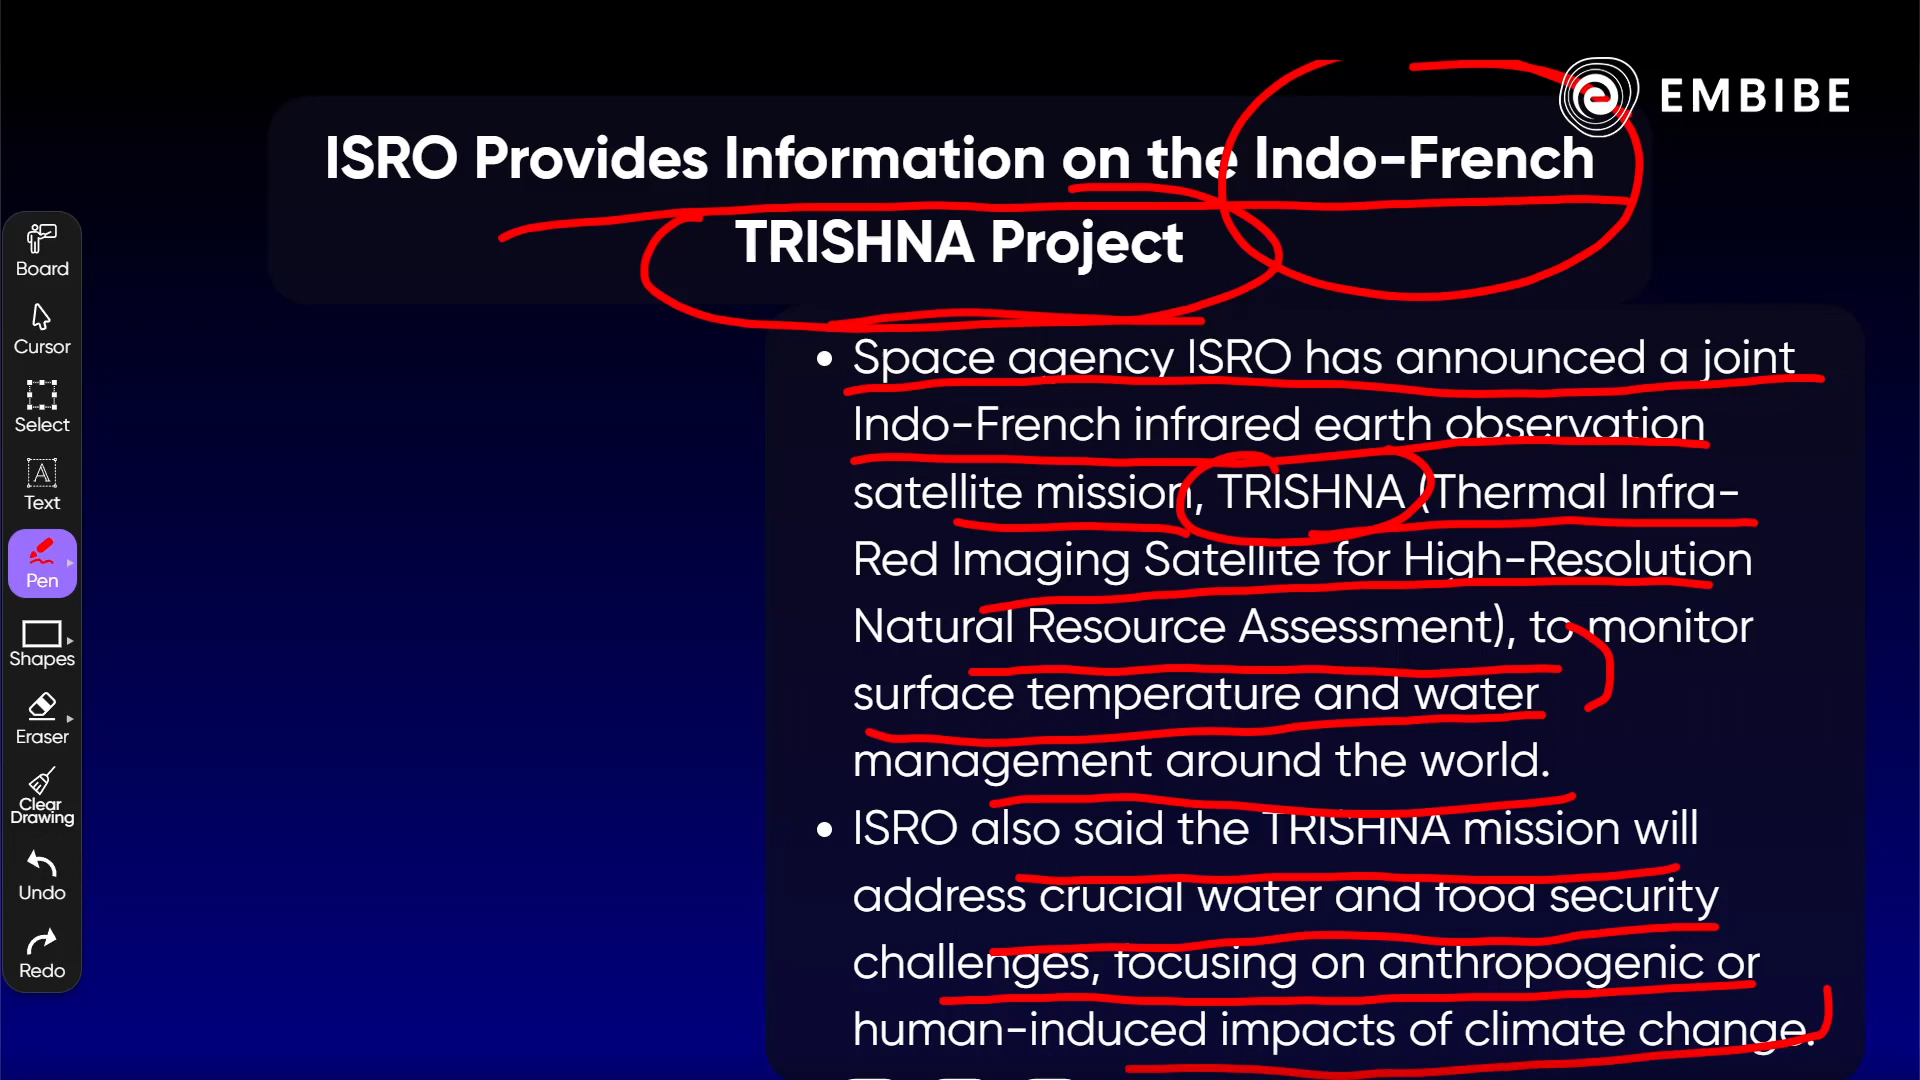 EMBIBE
ISRO Provides Information on the Indo-French
TRISHNA Project
Board
Cursor
Select
A
Text
Pen
Shapes
Eraser
Clear
Drawing
Undo
Redo
• Space agency ISRO has announced a joint
Indo-French infrared earth observation
satellite mission, TRISHNA (Thermal Infra-
Red Imaging Satellite for High-Resolution
Natural Resource Assessment), to monitor
surface temperature and water
management around the world.
• ISRO also said the TRISHNA mission will
address crucial water and food security
challenges, focusing on anthropogenic or
human-induced impacts of climate change.